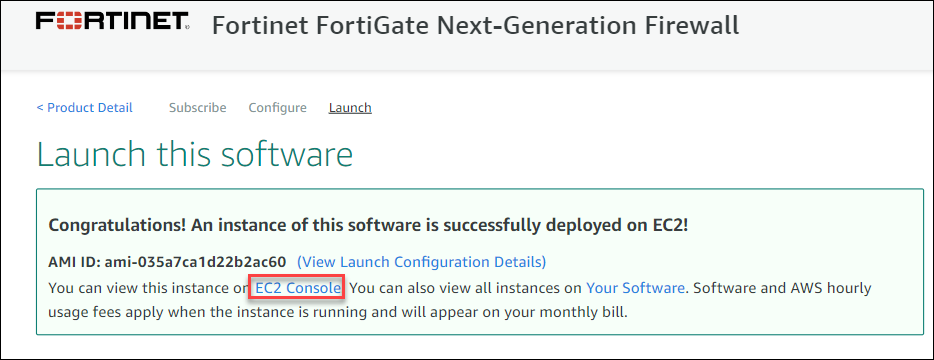 FORTINET Fortinet FortiGate Next-Generation Firewall
< Product Detail Subscribe Configure Launch
Launch this software
Congratulations! An instance of this software is successfully deployed on EC2!
AMI ID: ami-035a7ca1d22b2ac60 (View Launch Configuration Details)
You can view this instance on EC2 Console. You can also view all instances on Your Software. Software and AWS hourly
usage fees apply when the instance is running and will appear on your monthly bill.